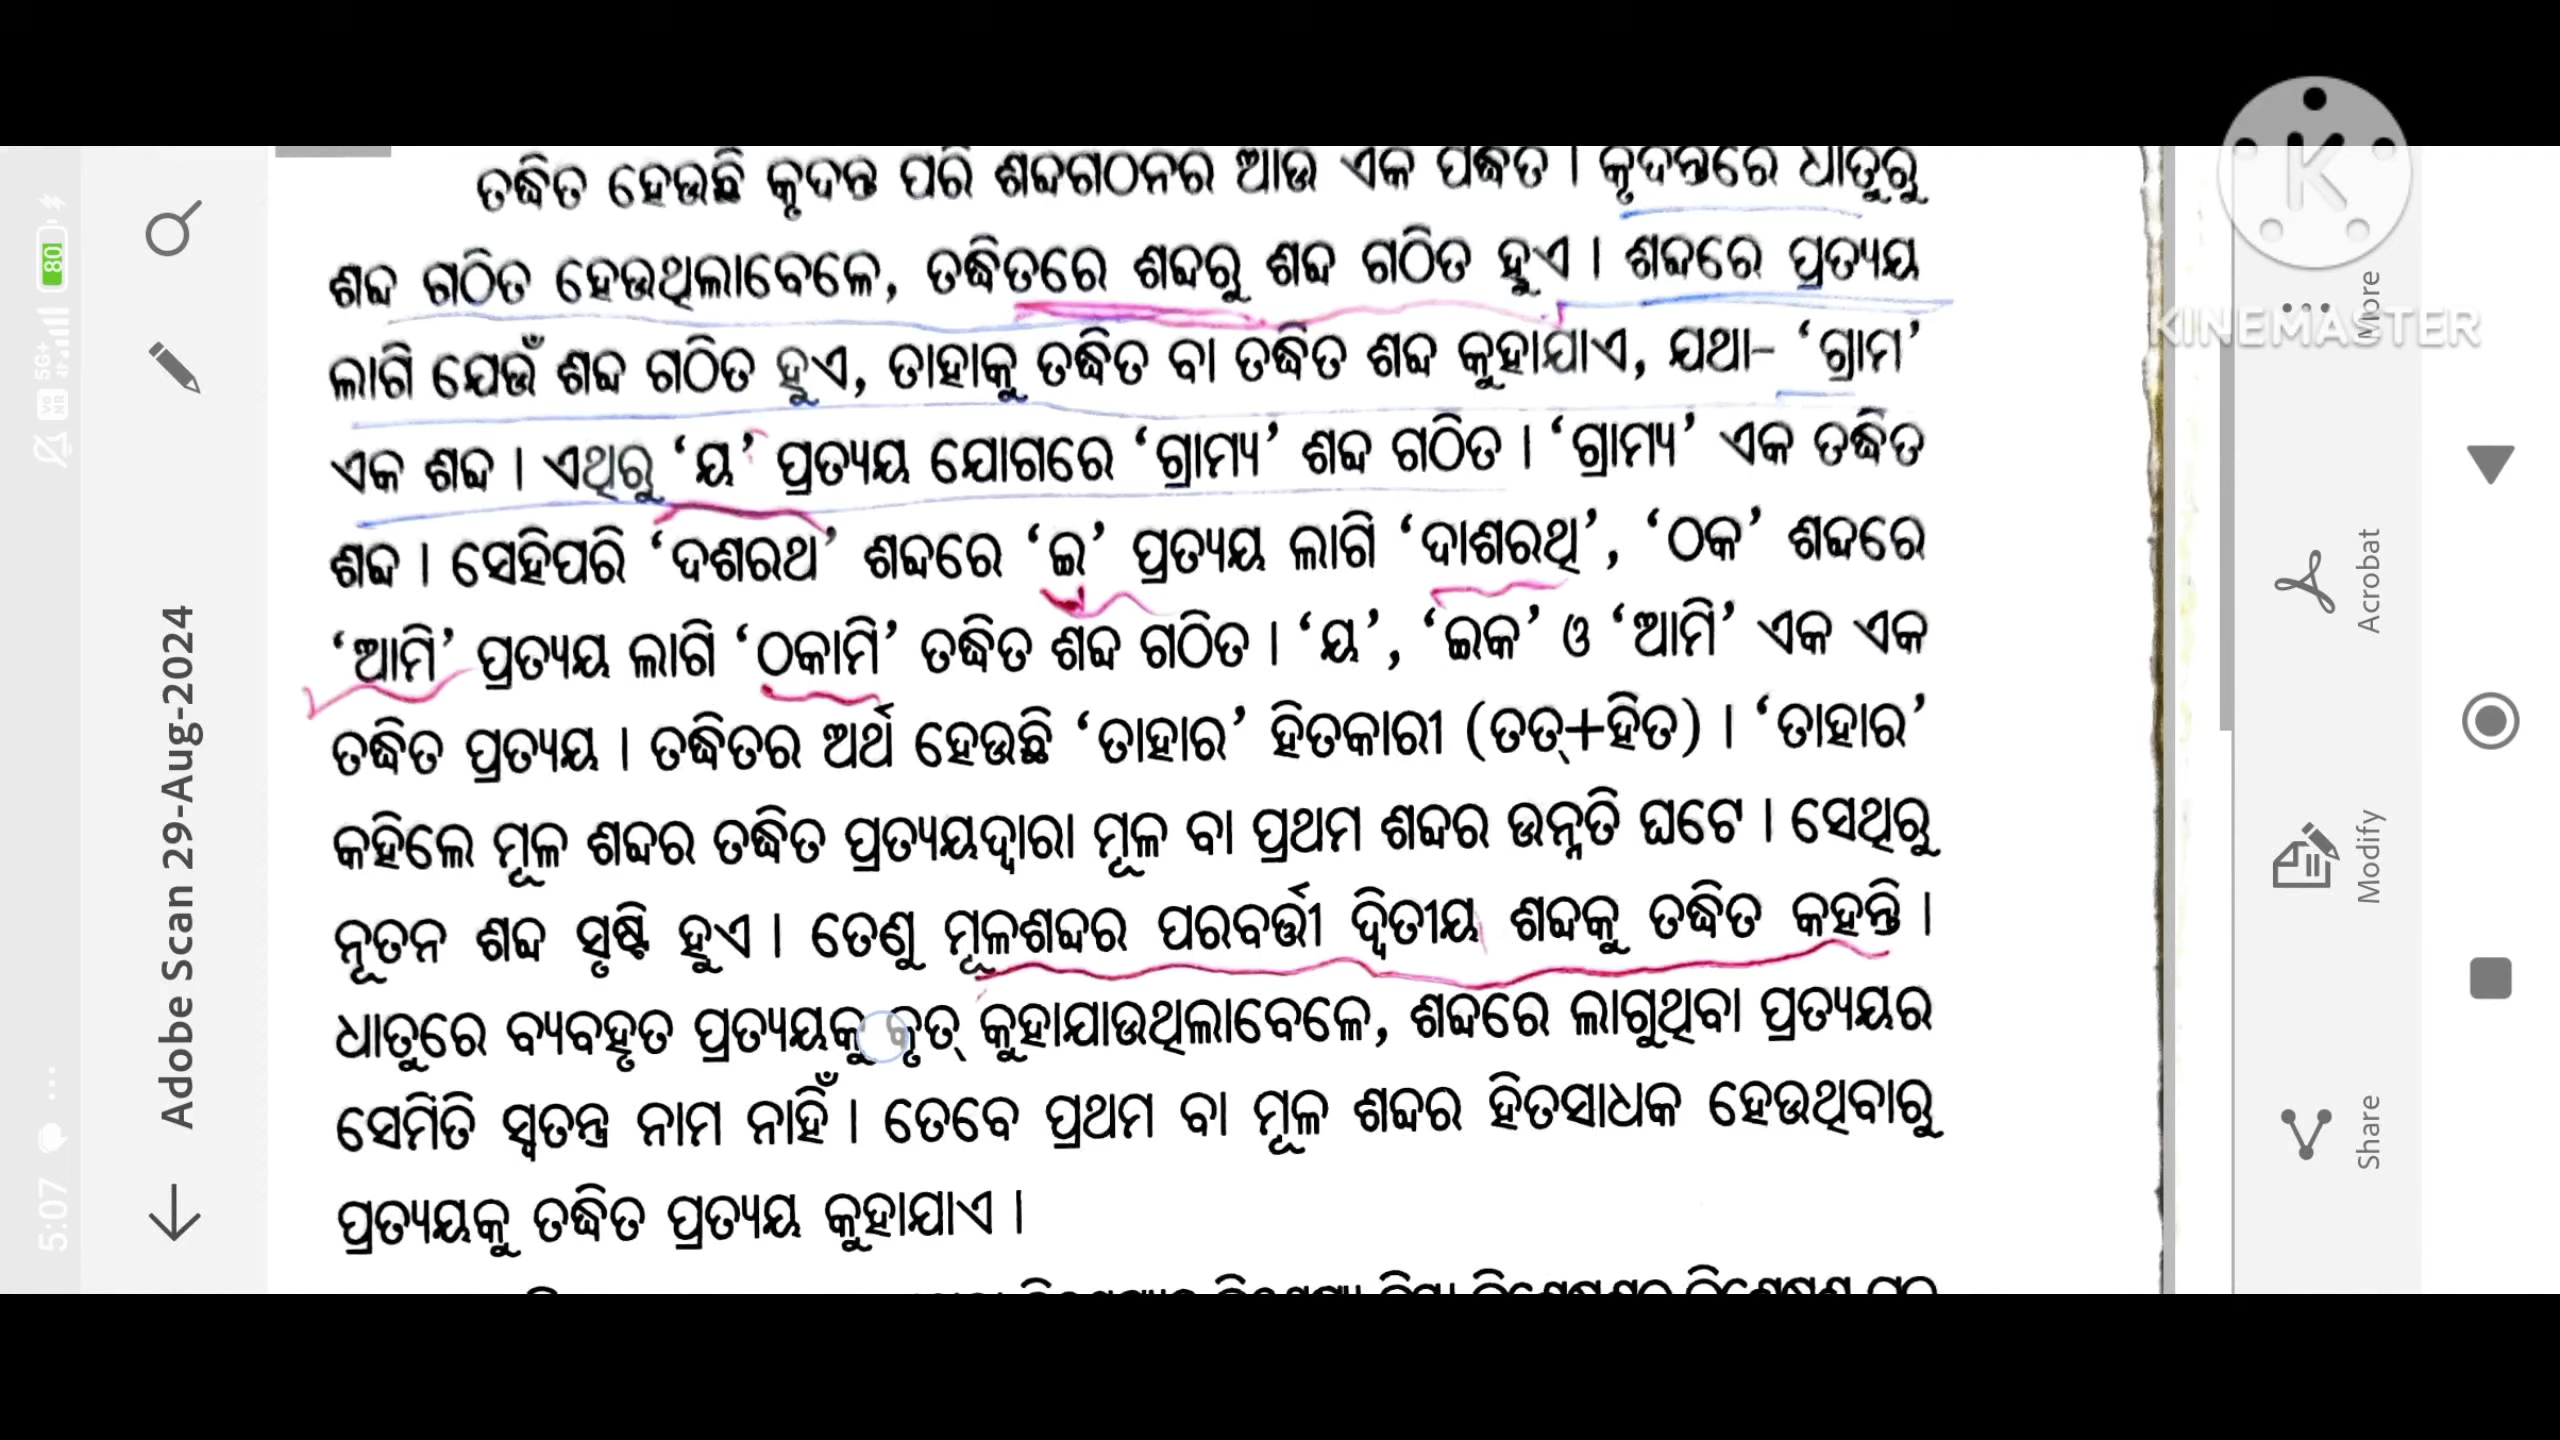 ତଦ୍ଧିତ ହେଉଛି କୃଦନ୍ତ ପରି ଶବ୍ଦଗଠନର ଆଉ ଏକ ପଦ୍ଧତ । କୃଦନ୍ତରେ ଧାତୁରୁ
ଶବ୍ଦ ଗଠିତ ହେଉଥିଲାବେଳେ, ତଦ୍ଧିତରେ ଶବ୍ଦରୁ ଶବ୍ଦ ଗଠିତ ହୁଏ । ଶବ୍ଦରେ ପ୍ରତ୍ୟୟ
ଲାଗି ଯେଉଁ ଶବ୍ଦ ଗଠିତ ହୁଏ, ତାହାକୁ ତଦ୍ଧିତ ବା ତଦ୍ଧିତ ଶବ୍ଦ କୁହାଯାଏ, ଯଥା– ‘ଗ୍ରାମ’
ଏକ ଶବ୍ଦ । ଏଥିରୁ ‘ୟ’ ପ୍ରତ୍ୟୟ ଯୋଗରେ ‘ଗ୍ରାମ୍ୟ’ ଶବ୍ଦ ଗଠିତ । ‘ଗ୍ରାମ୍ୟ’ ଏକ ତଦ୍ଧିତ
ଶବ୍ଦ । ସେହିପରି ‘ଦଶରଥ’ ଶବ୍ଦରେ ‘ଇ’ ପ୍ରତ୍ୟୟ ଲାଗି ‘ଦାଶରଥି’, ‘ଠକ’ ଶବ୍ଦରେ
‘ଆମି’ ପ୍ରତ୍ୟୟ ଲାଗି ‘ଠକାମି’ ତଦ୍ଧିତ ଶବ୍ଦ ଗଠିତ । ‘ୟ’, ‘ଇକ’ ଓ ‘ଆମି’ ଏକ ଏକ
ତଦ୍ଧିତ ପ୍ରତ୍ୟୟ । ତଦ୍ଧିତର ଅର୍ଥ ହେଉଛି ‘ତାହାର’ ହିତକାରୀ (ତତ୍+ହିତ) । ‘ତାହାର’
କହିଲେ ମୂଳ ଶବ୍ଦର ତଦ୍ଧିତ ପ୍ରତ୍ୟୟଦ୍ୱାରା ମୂଳ ବା ପ୍ରଥମ ଶବ୍ଦର ଉନ୍ନତି ଘଟେ । ସେଥିରୁ
ନୂତନ ଶବ୍ଦ ସୃଷ୍ଟି ହୁଏ । ତେଣୁ ମୂଳଶବ୍ଦର ପରବର୍ତ୍ତୀ ଦ୍ୱିତୀୟ ଶବ୍ଦକୁ ତଦ୍ଧିତ କହନ୍ତି ।
ଧାତୁରେ ବ୍ୟବହୃତ ପ୍ରତ୍ୟୟକୁ କୃତ୍ କୁହାଯାଉଥିଲାବେଳେ, ଶବ୍ଦରେ ଲାଗୁଥିବା ପ୍ରତ୍ୟୟର
ସେମିତି ସ୍ୱତନ୍ତ୍ର ନାମ ନାହିଁ । ତେବେ ପ୍ରଥମ ବା ମୂଳ ଶବ୍ଦର ହିତସାଧକ ହେଉଥିବାରୁ
ପ୍ରତ୍ୟୟକୁ ତଦ୍ଧିତ ପ୍ରତ୍ୟୟ କୁହାଯାଏ ।
Adobe Scan 29-Aug-2024
5:07
5G+
80
KINEMASTER
More
Acrobat
Modify
Share